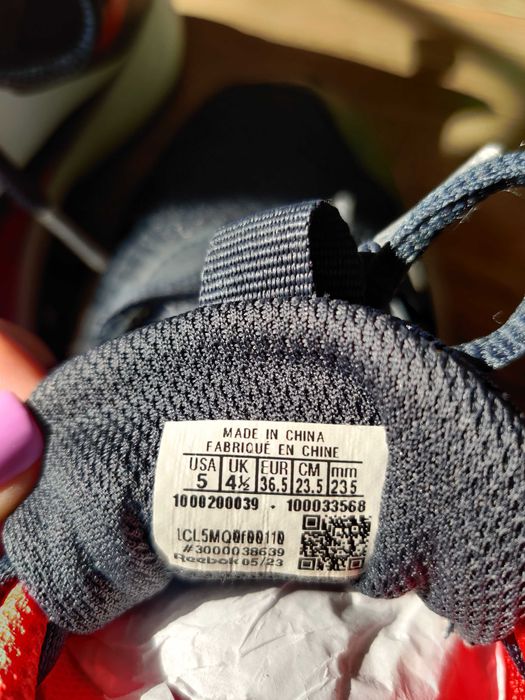 MADE IN CHINA
FABRIQUÉ EN CHINE
USA UK EUR CM mm
5 4½ 36.5 23.5 235
1000200039 - 100033568
LCL5MQ0f00110
#3000038639
Reebok 05/23